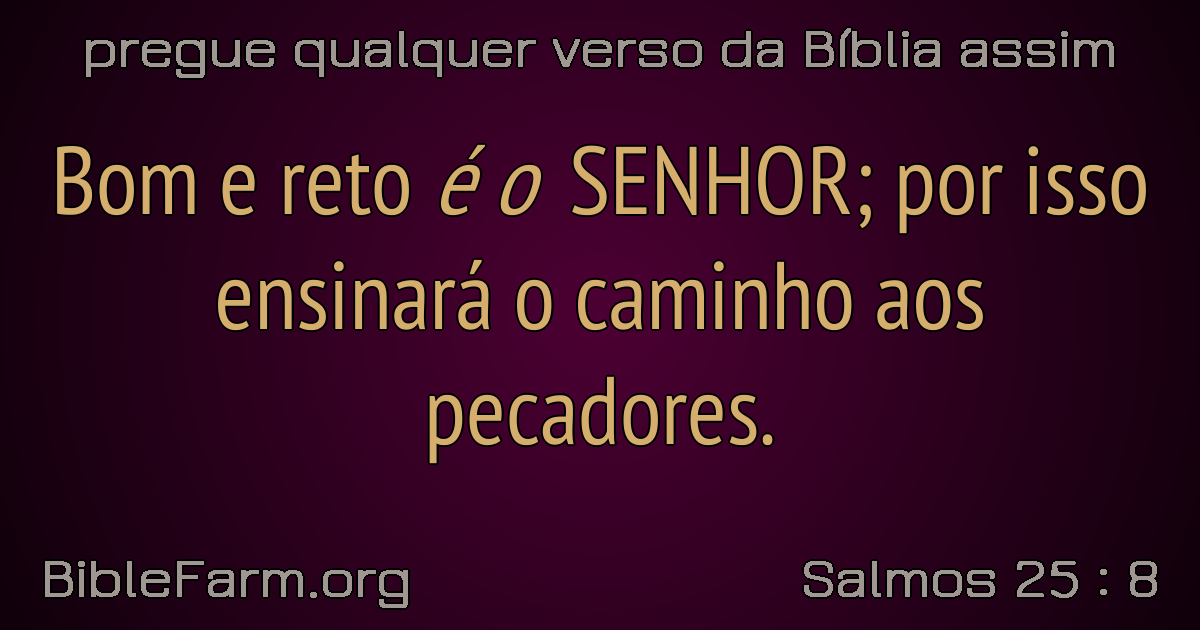 pregue qualquer verso da Bíblia assim
Bom e reto é o SENHOR; por isso
ensinará o caminho aos
pecadores.
BibleFarm.org
Salmos 25 : 8